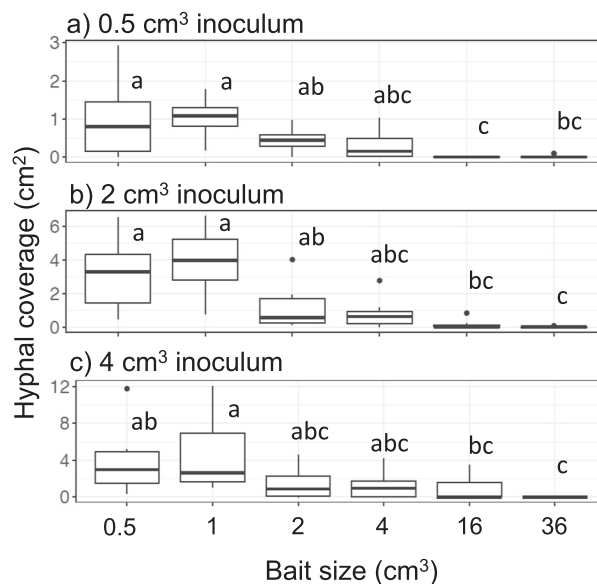 a) 0.5 cm³ inoculum
3
2
1
0
a a ab abc c bc
b) 2 cm³ inoculum
6
4
2
0
a a ab abc bc c
c) 4 cm³ inoculum
12
8
4
0
ab a abc abc bc c
Hyphal coverage (cm²)
0.5 1 2 4 16 36
Bait size (cm³)